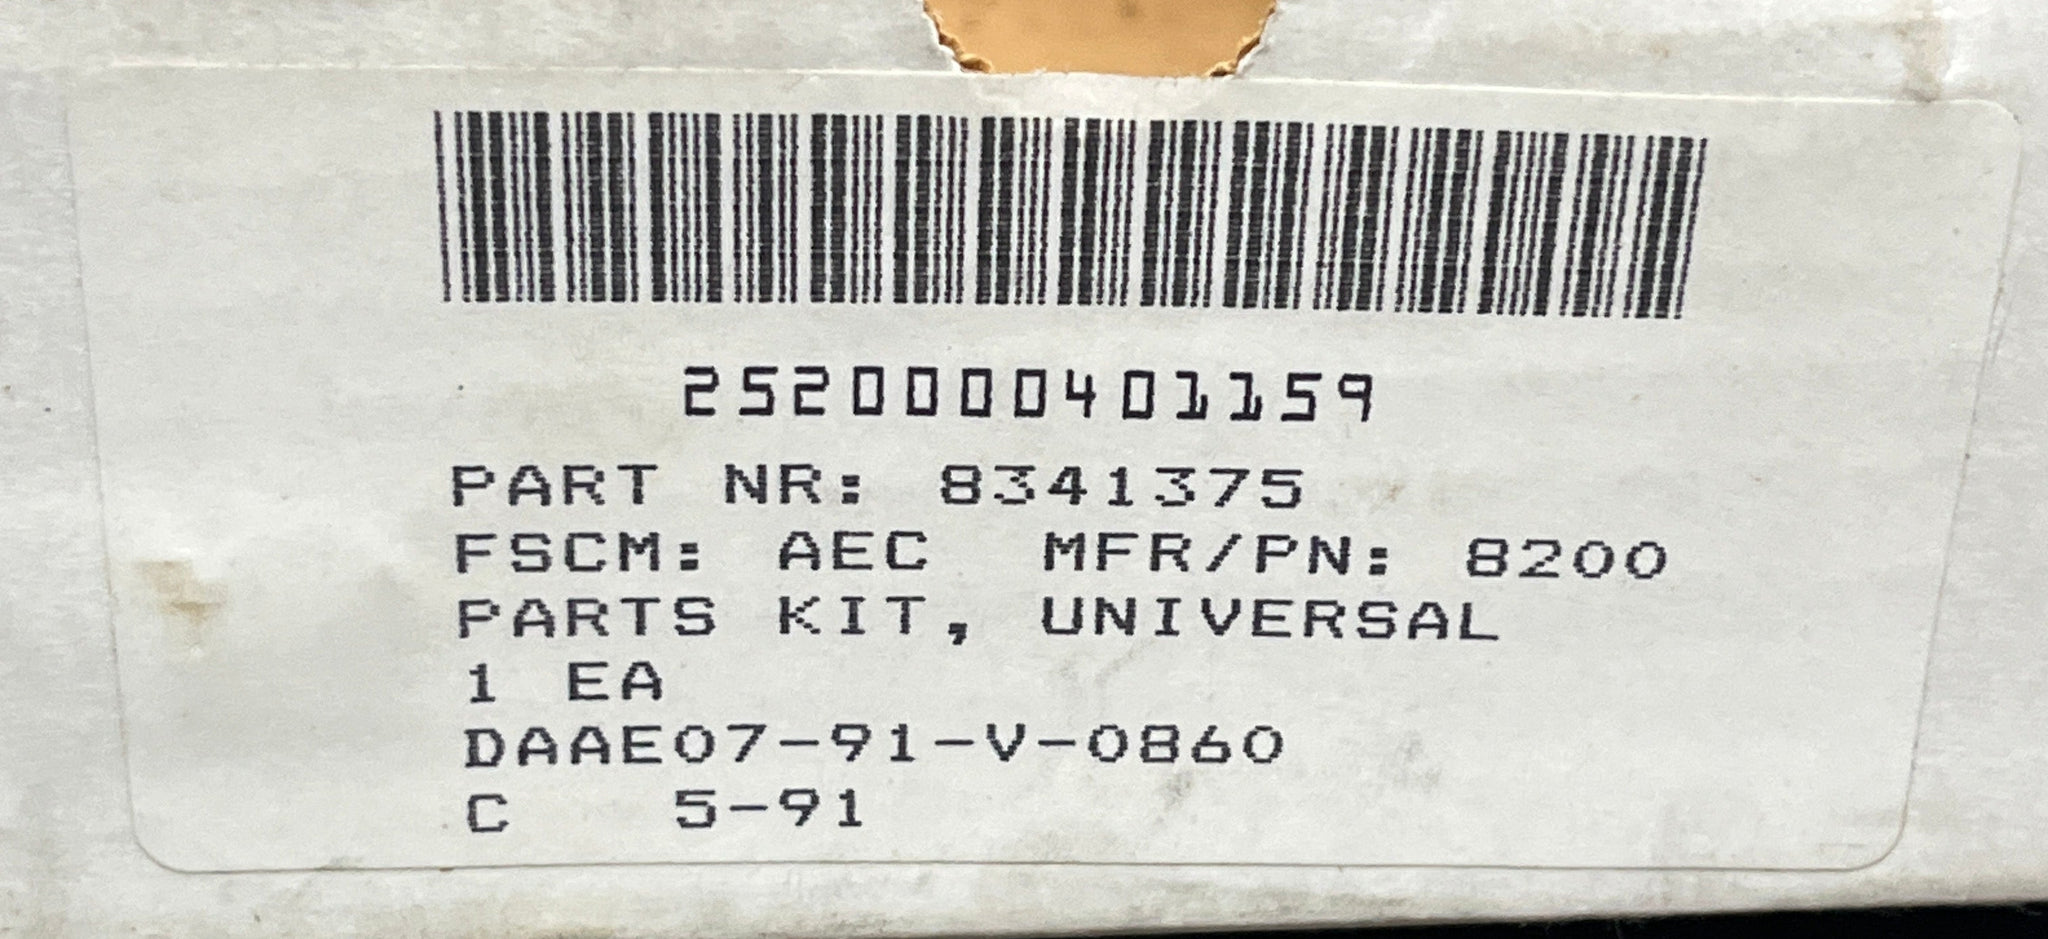 2520000401159
PART NR: 8341375
FSCM: AEC MFR/PN: 8200
PARTS KIT, UNIVERSAL
1 EA
DAAE07-91-V-0860
C 5-91